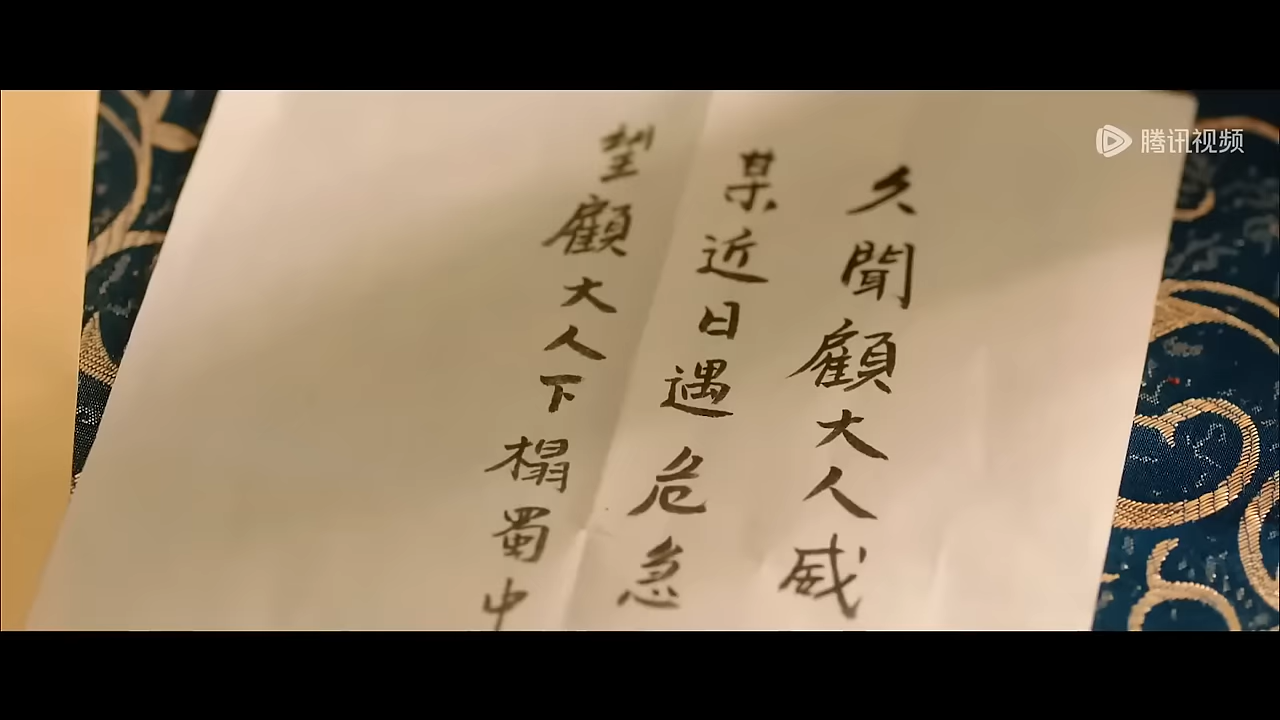 久聞顧大人威
某近日遇危急
望顧大人下榻蜀中
腾讯视频